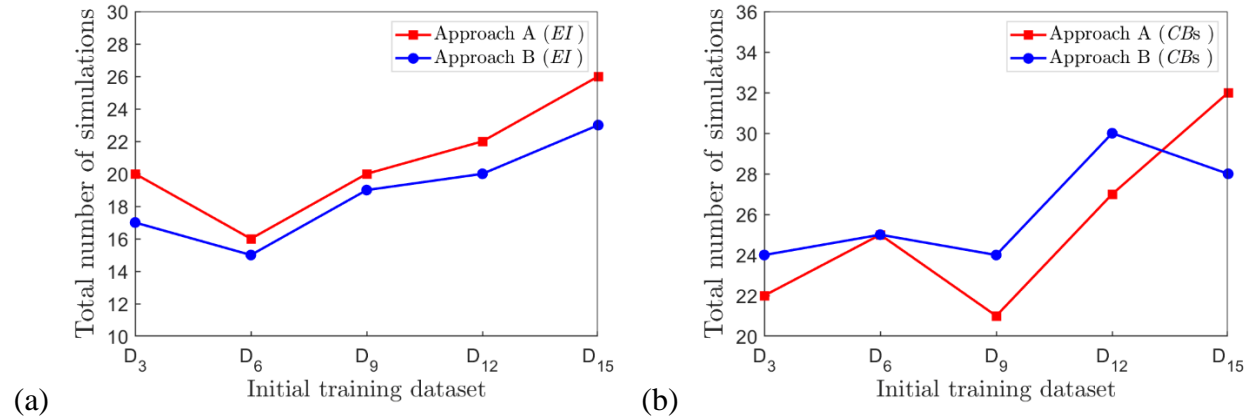 Total number of simulations
30
28
26
24
22
20
18
16
14
12
10
Approach A (EI )
Approach B (EI )
D3 D6 D9 D12 D15
Initial training dataset
(a)
Total number of simulations
36
34
32
30
28
26
24
22
20
Approach A (CBs )
Approach B (CBs )
D3 D6 D9 D12 D15
Initial training dataset
(b)